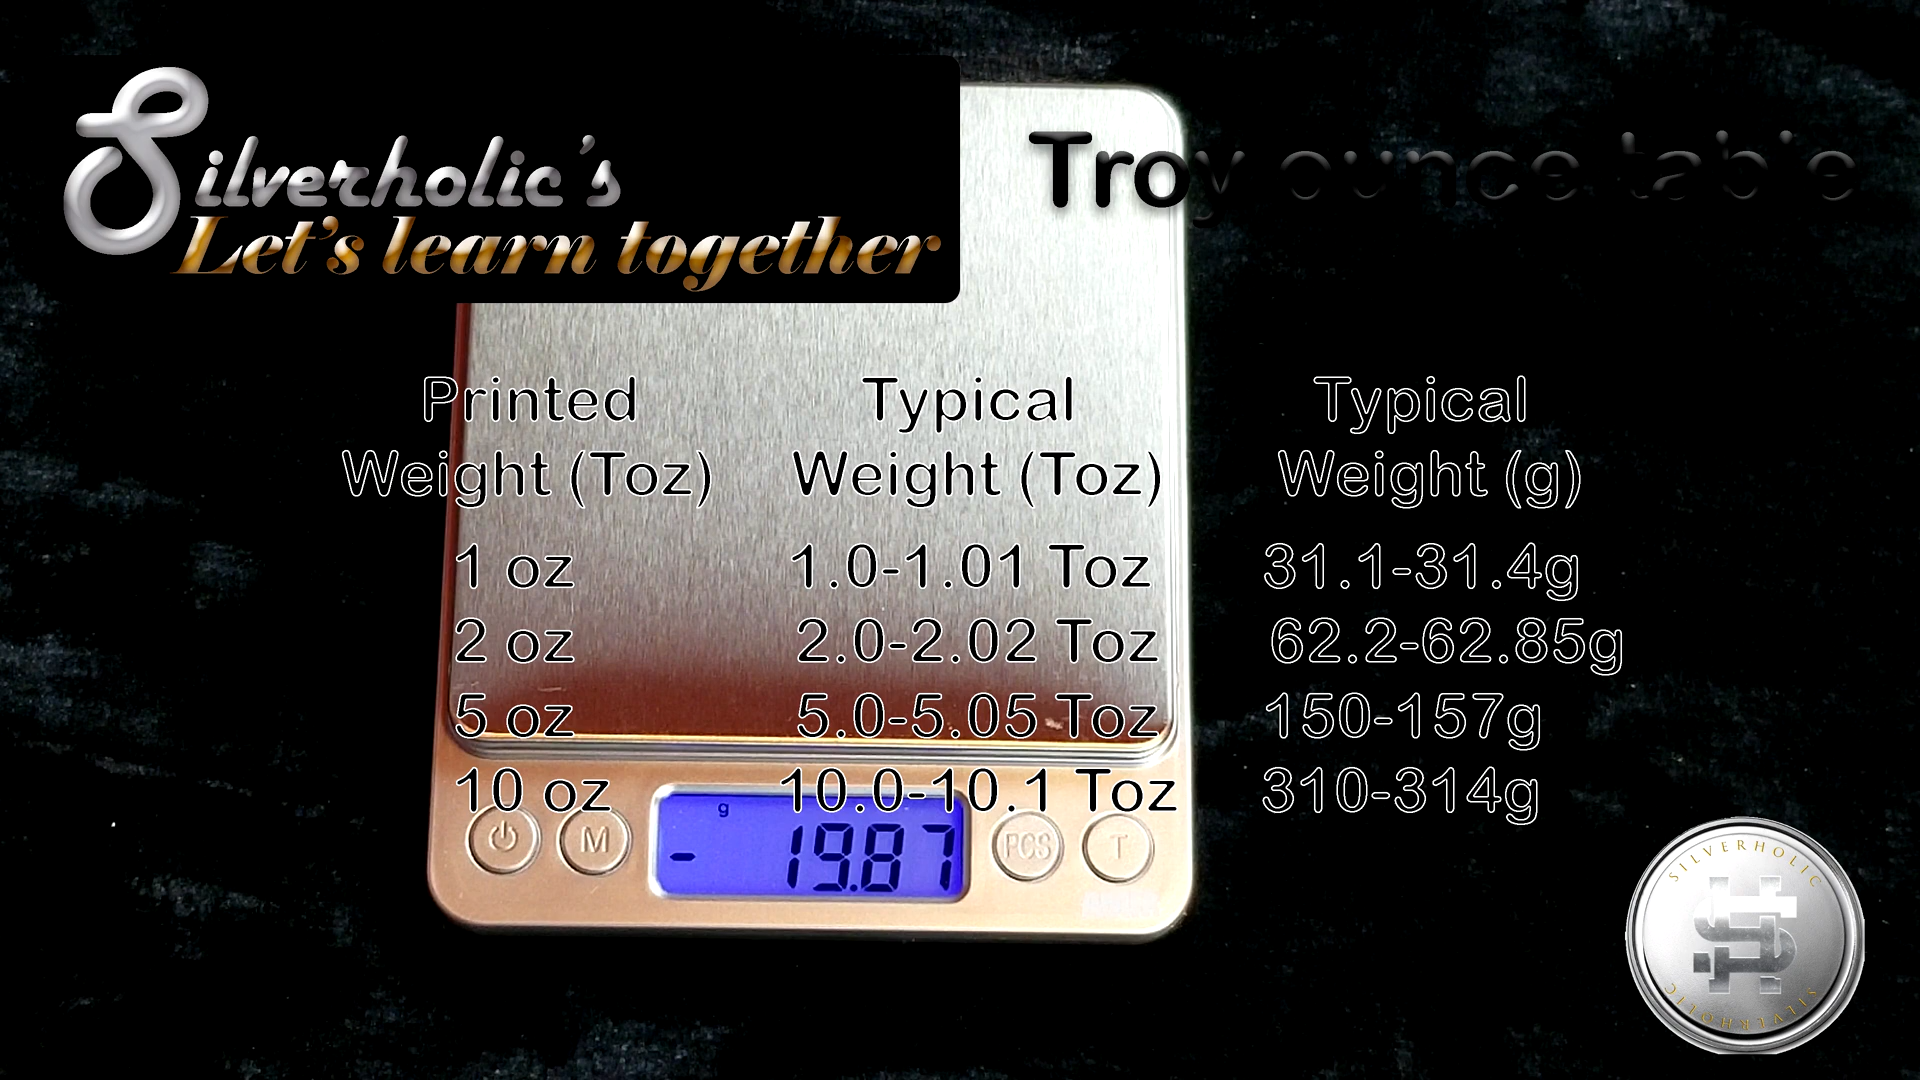 Silverholic's
Let's learn together
Troy ounce table
Printed Weight (Toz)
Typical Weight (Toz)
Typical Weight (g)
1 oz 1.0-1.01 Toz 31.1-31.4g
2 oz 2.0-2.02 Toz 62.2-62.85g
5 oz 5.0-5.05 Toz 150-157g
10 oz 10.0-10.1 Toz 310-314g
g
M
- 19.87
PCS
T
SILVERHOLIC
SH
SILVERHOLIC